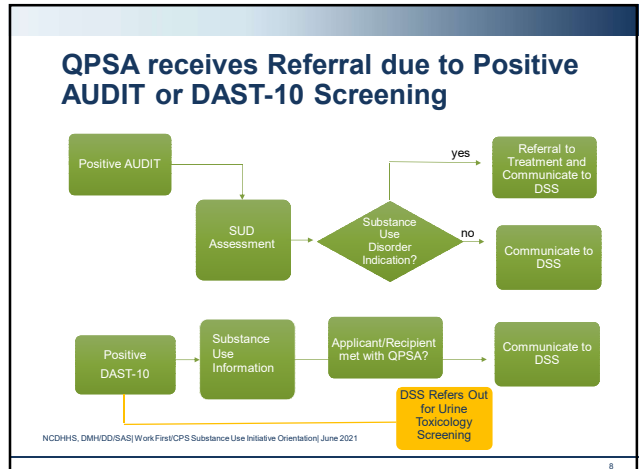 QPSA receives Referral due to Positive
AUDIT or DAST-10 Screening
Positive AUDIT
SUD
Assessment
Substance
Use
Disorder
Indication?
yes
Referral to
Treatment and
Communicate to
DSS
no
Communicate to
DSS
Positive
DAST-10
Substance
Use
Information
Applicant/Recipient
met with QPSA?
Communicate to
DSS
DSS Refers Out
for Urine
Toxicology
Screening
NCDHHS, DMH/DD/SAS| Work First/CPS Substance Use Initiative Orientation| June 2021
8